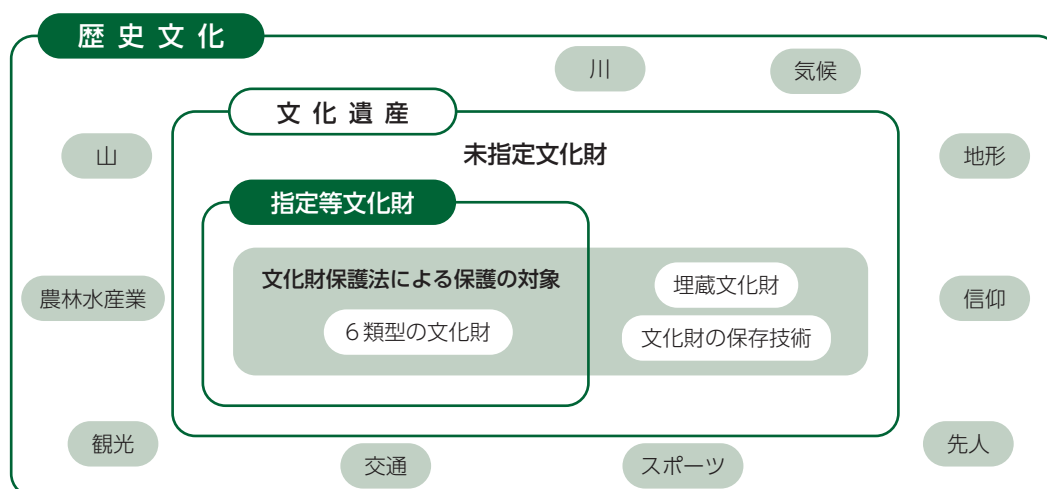 歴史文化
川
気候
文化遺産
山
未指定文化財
地形
指定等文化財
文化財保護法による保護の対象
埋蔵文化財
農林水産業
信仰
6類型の文化財
文化財の保存技術
観光
先人
交通
スポーツ